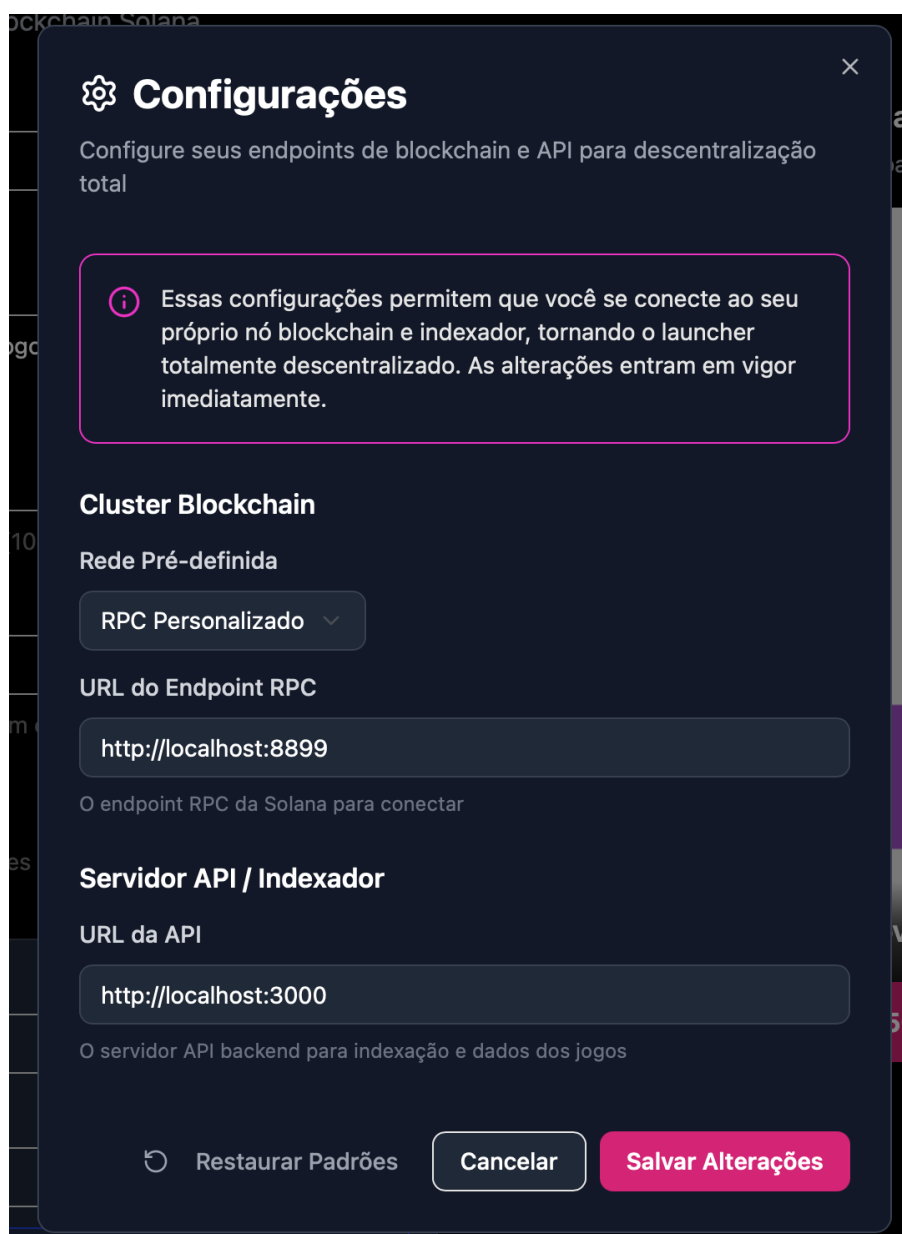 ockchain Solana
Configurações
Configure seus endpoints de blockchain e API para descentralização
total
Essas configurações permitem que você se conecte ao seu
próprio nó blockchain e indexador, tornando o launcher
totalmente descentralizado. As alterações entram em vigor
imediatamente.
Cluster Blockchain
Rede Pré-definida
RPC Personalizado
URL do Endpoint RPC
http://localhost:8899
O endpoint RPC da Solana para conectar
Servidor API / Indexador
URL da API
http://localhost:3000
O servidor API backend para indexação e dados dos jogos
Restaurar Padrões
Cancelar
Salvar Alterações